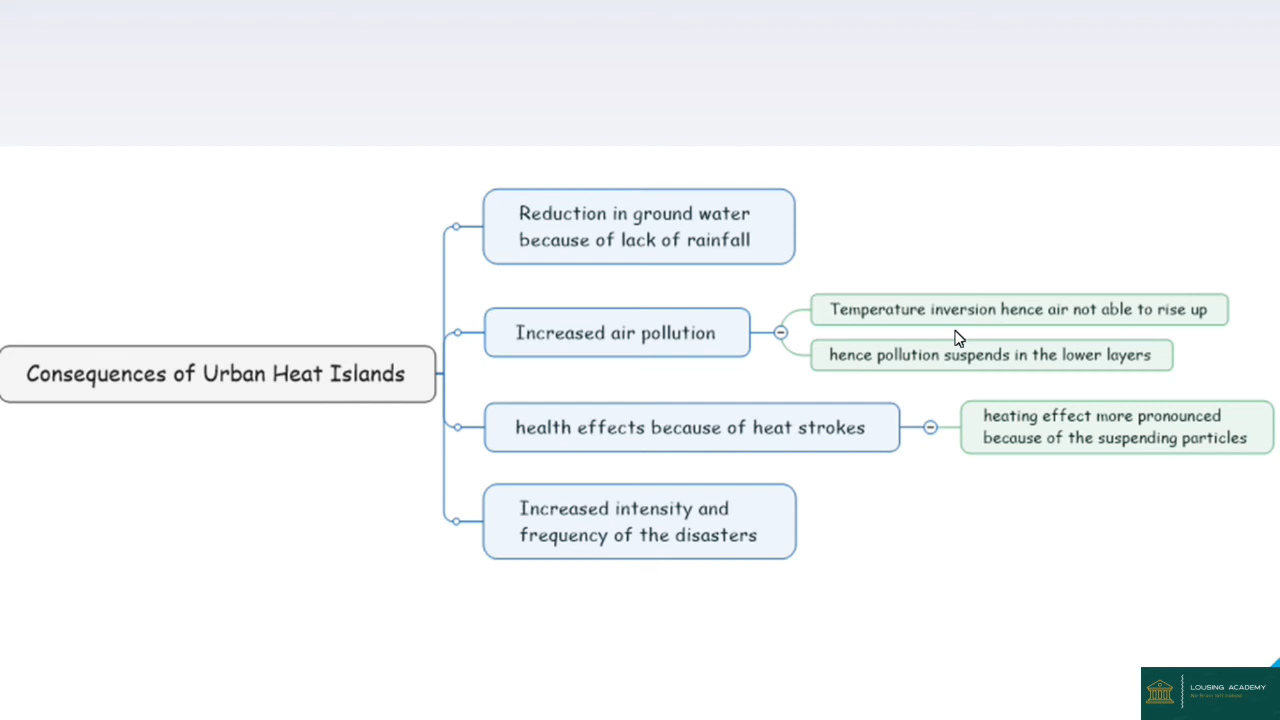 Reduction in ground water
because of lack of rainfall
Temperature inversion hence air not able to rise up
Increased air pollution
hence pollution suspends in the lower layers
Consequences of Urban Heat Islands
health effects because of heat strokes
heating effect more pronounced
because of the suspending particles
Increased intensity and
frequency of the disasters
LOUSING ACADEMY